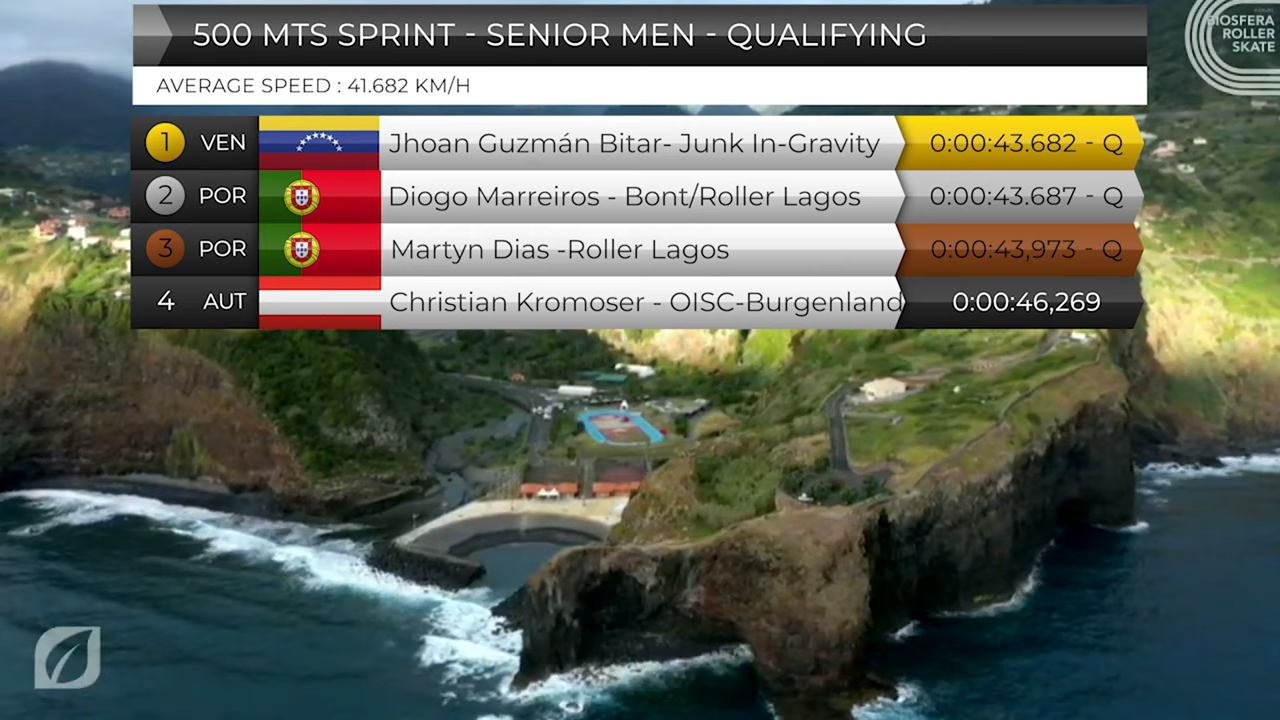 500 MTS SPRINT - SENIOR MEN - QUALIFYING
BIOSFERA
ROLLER
SKATE
AVERAGE SPEED : 41.682 KM/H
1 VEN Jhoan Guzmán Bitar- Junk In-Gravity 0:00:43.682 - Q
2 POR Diogo Marreiros - Bont/Roller Lagos 0:00:43.687 - Q
3 POR Martyn Dias -Roller Lagos 0:00:43,973 - Q
4 AUT Christian Kromoser - OISC-Burgenland 0:00:46,269